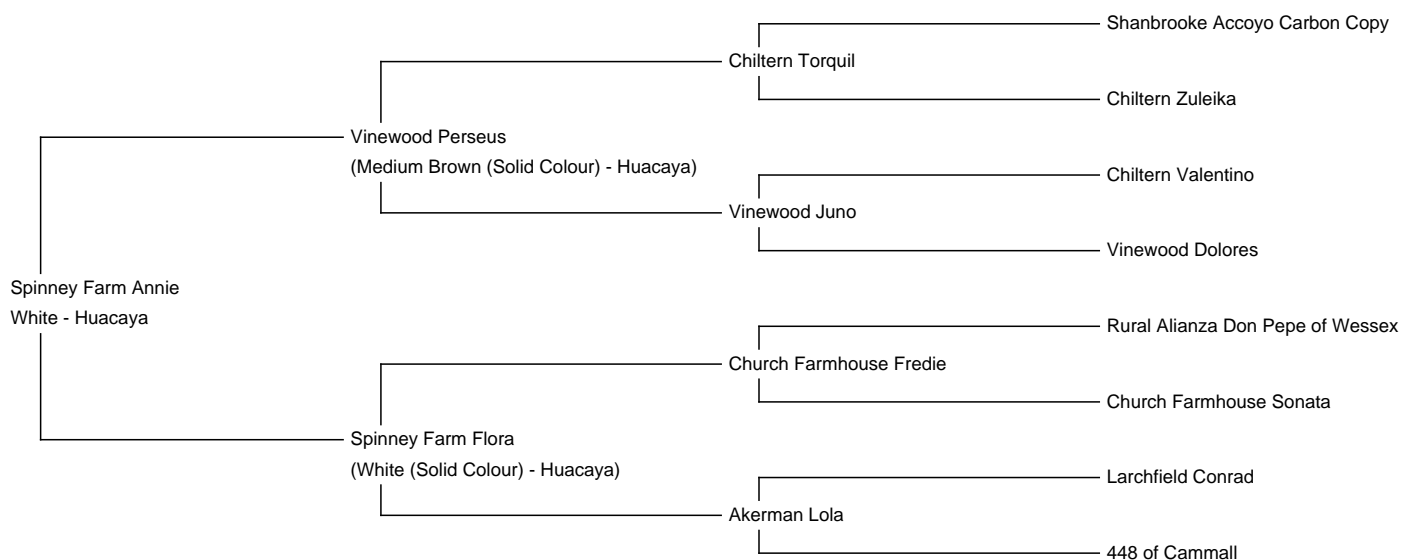 Shanbrooke Accoyo Carbon Copy
Chiltern Torquil
Chiltern Zuleika
Vinewood Perseus
(Medium Brown (Solid Colour) - Huacaya)
Chiltern Valentino
Vinewood Juno
Vinewood Dolores
Spinney Farm Annie
White - Huacaya
Rural Alianza Don Pepe of Wessex
Church Farmhouse Fredie
Church Farmhouse Sonata
Spinney Farm Flora
(White (Solid Colour) - Huacaya)
Larchfield Conrad
Akerman Lola
448 of Cammall